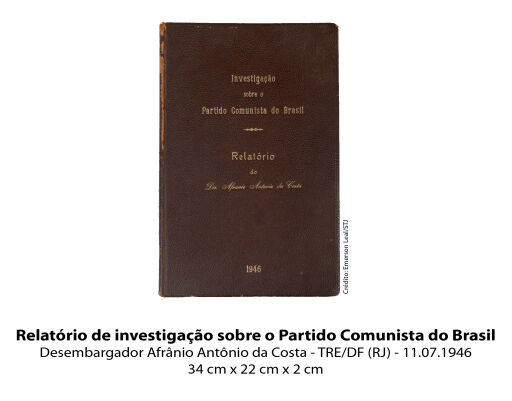 Investigação
sobre o
Partido Comunista do Brasil
Relatório
do
Des. Afrânio Antonio da Costa
1946
Crédito: Emerson Leal/STJ
Relatório de investigação sobre o Partido Comunista do Brasil
Desembargador Afrânio Antônio da Costa - TRE/DF (RJ) - 11.07.1946
34 cm x 22 cm x 2 cm